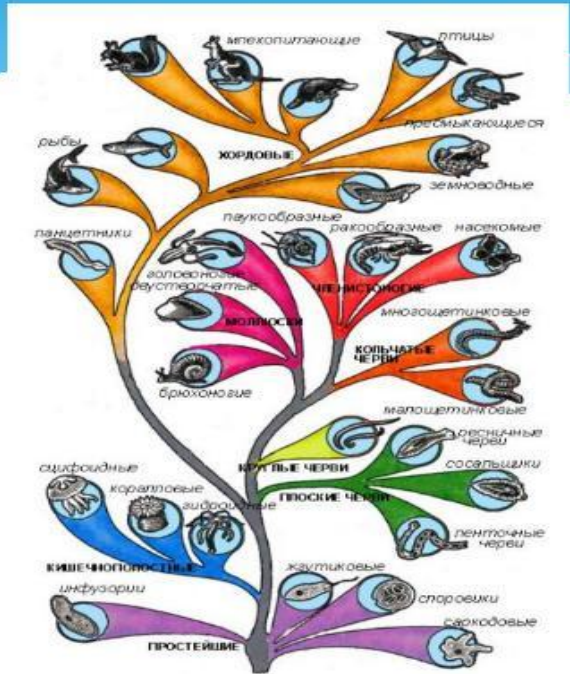 млекопитающие
птицы
пресмыкающиеся
рыбы
ХОРДОВЫЕ
земноводные
ланцетники
паукообразные
ракообразные
насекомые
головоногие
двустворчатые
ЧЛЕНИСТОНОГИЕ
МОЛЛЮСКИ
многощетинковые
КОЛЬЧАТЫЕ
ЧЕРВИ
брюхоногие
малощетинковые
ресничные
черви
КРУГЛЫЕ ЧЕРВИ
сосальщики
сцифоидные
коралловые
гидроидные
ПЛОСКИЕ ЧЕРВИ
ленточные
черви
КИШЕЧНОПОЛОСТНЫЕ
жгутиковые
инфузории
споровики
саркодовые
ПРОСТЕЙШИЕ